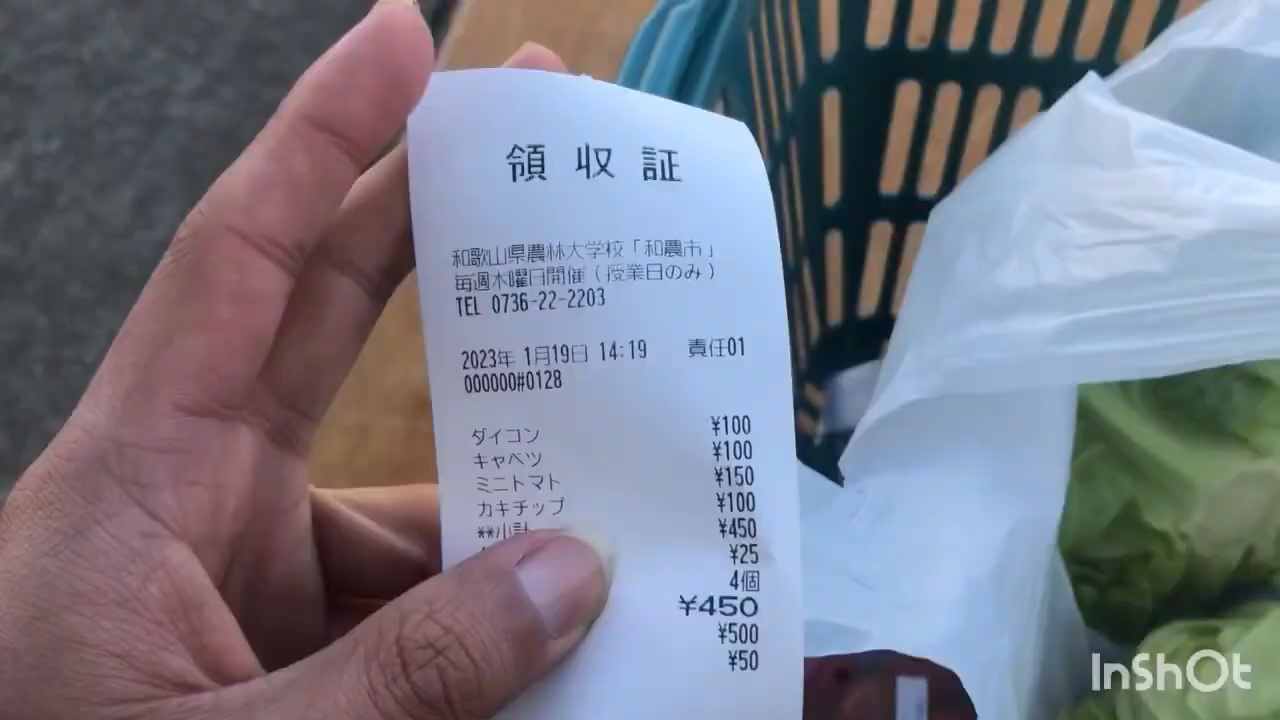 領収証
和歌山県農林大学校「和農市」
毎週木曜日開催(授業日のみ)
TEL 0736-22-2203
2023年 1月19日 14:19 責任01
000000#0128
ダイコン ¥100
キャベツ ¥100
ミニトマト ¥150
カキチップ ¥100
**小計 ¥450
¥25
4個
¥450
¥500
¥50
InShOt